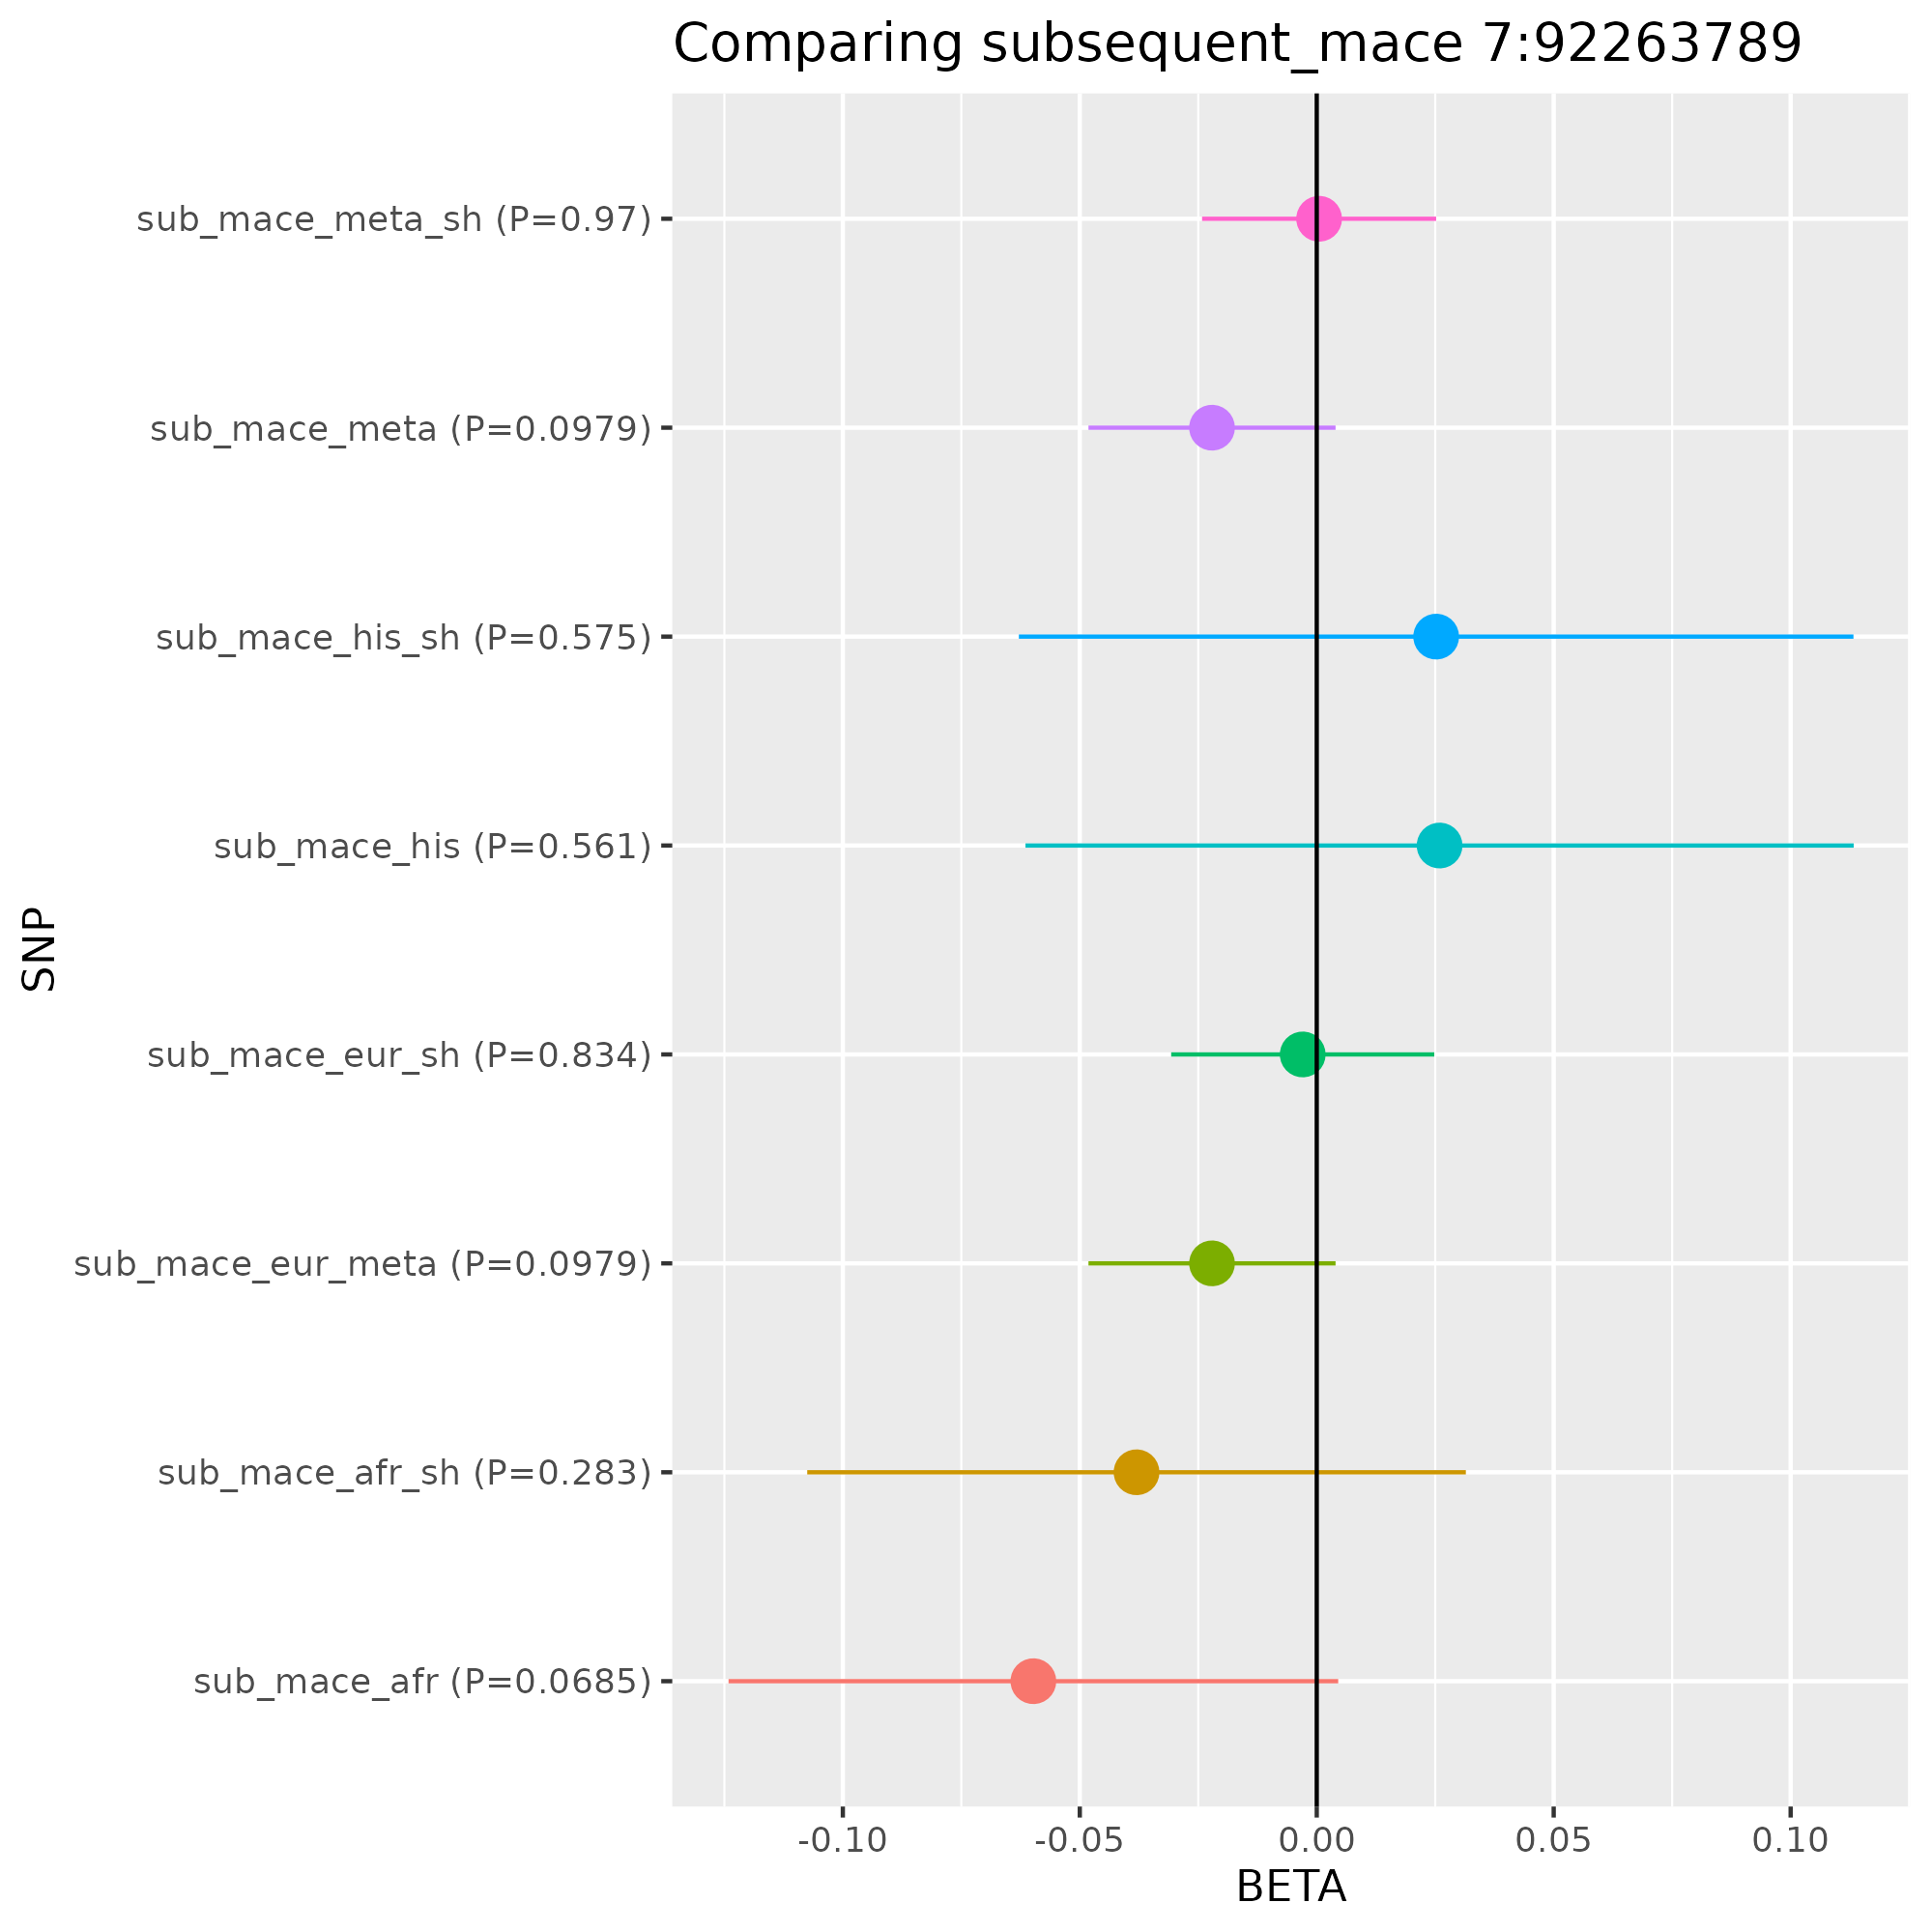 Comparing subsequent_mace 7:92263789
sub_mace_meta_sh (P=0.97)
sub_mace_meta (P=0.0979)
sub_mace_his_sh (P=0.575)
sub_mace_his (P=0.561)
SNP
sub_mace_eur_sh (P=0.834)
sub_mace_eur_meta (P=0.0979)
sub_mace_afr_sh (P=0.283)
sub_mace_afr (P=0.0685)
-0.10 -0.05 0.00 0.05 0.10
BETA